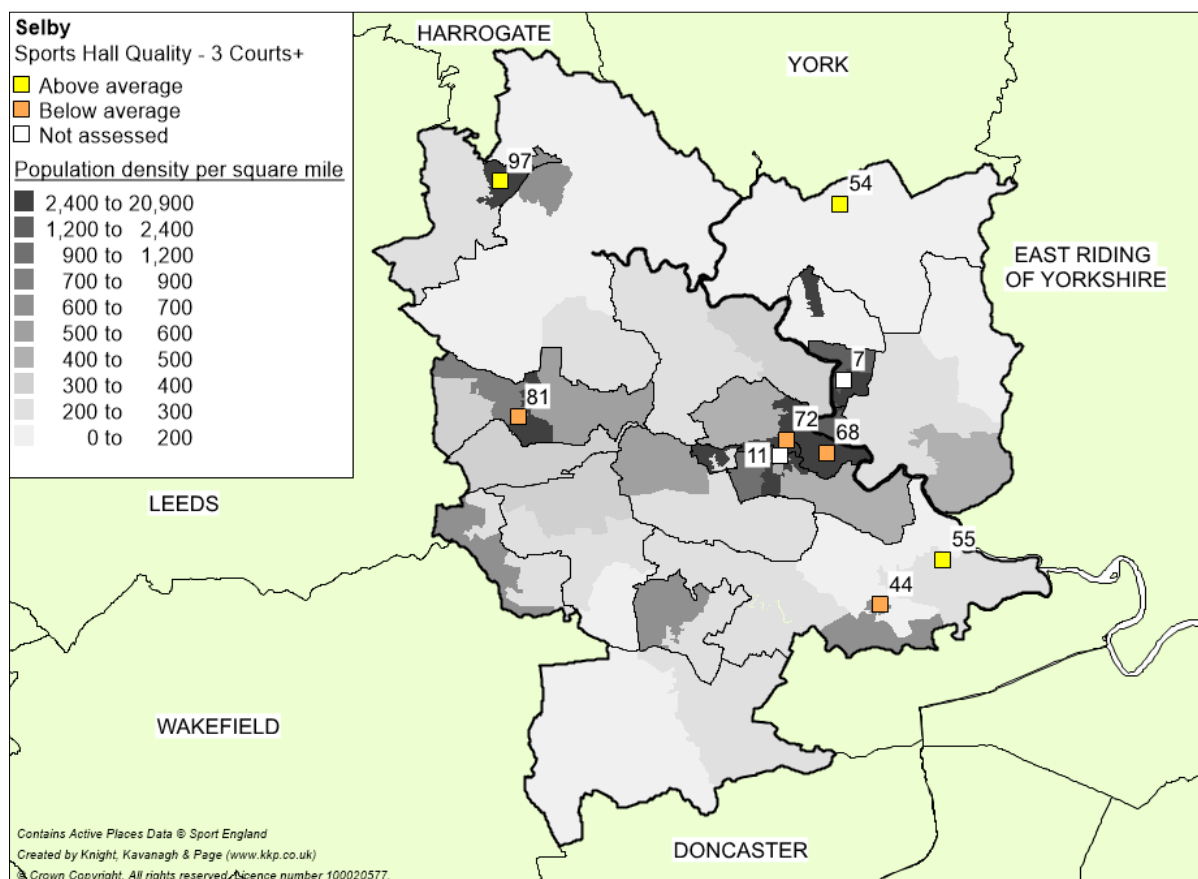 Selby
Sports Hall Quality - 3 Courts+
Above average
Below average
Not assessed
Population density per square mile
2,400 to 20,900
1,200 to 2,400
900 to 1,200
700 to 900
600 to 700
500 to 600
400 to 500
300 to 400
200 to 300
0 to 200
HARROGATE
YORK
97
54
EAST RIDING
OF YORKSHIRE
7
81
72
68
11
LEEDS
55
44
WAKEFIELD
DONCASTER
Contains Active Places Data © Sport England
Created by Knight, Kavanagh & Page (www.kkp.co.uk)
© Crown Copyright. All rights reserved. Licence number 100020577.